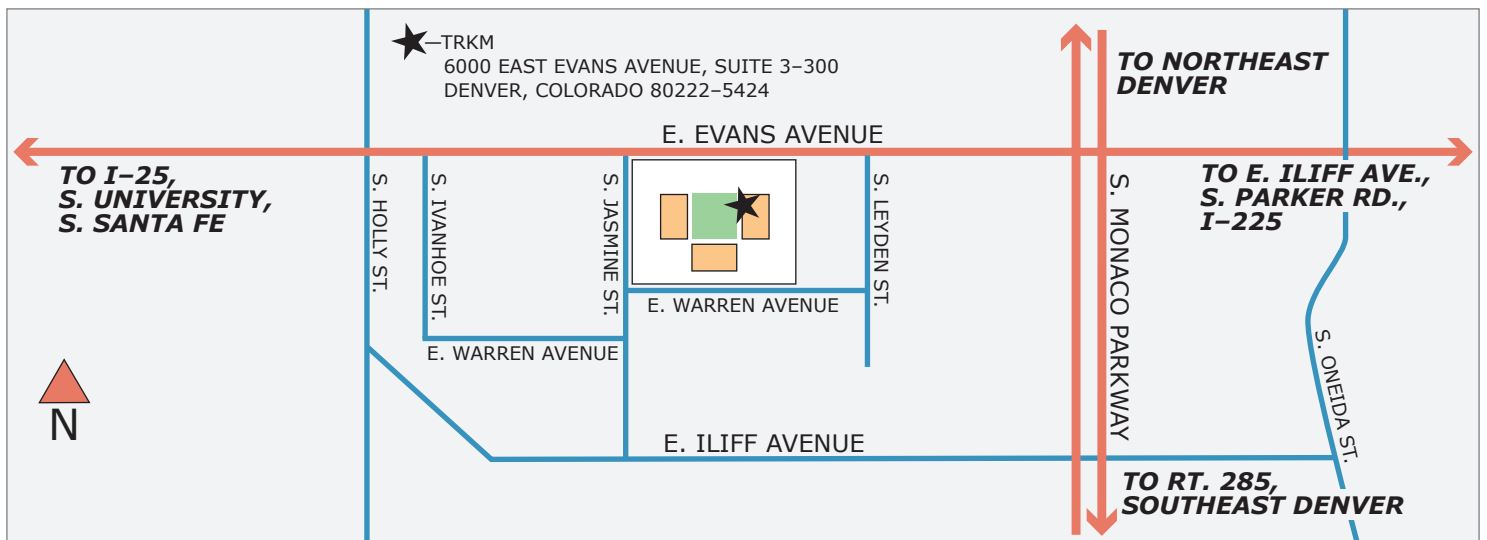 TRKM
6000 EAST EVANS AVENUE, SUITE 3–300
DENVER, COLORADO 80222–5424
TO NORTHEAST
DENVER
E. EVANS AVENUE
TO I–25,
S. UNIVERSITY,
S. SANTA FE
S. HOLLY ST.
S. IVANHOE ST.
S. JASMINE ST.
S. LEYDEN ST.
S. MONACO PARKWAY
TO E. ILIFF AVE.,
S. PARKER RD.,
I–225
E. WARREN AVENUE
E. WARREN AVENUE
S. ONEIDA ST.
N
E. ILIFF AVENUE
TO RT. 285,
SOUTHEAST DENVER